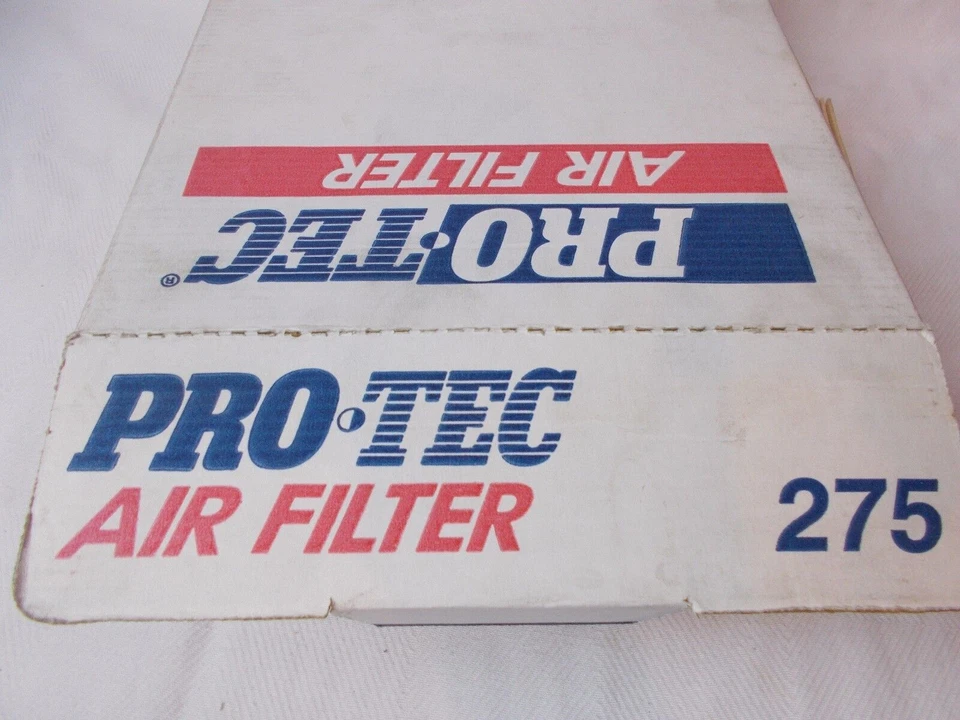 AIR FILTER
PRO·TEC®
PRO·TEC
AIR FILTER
275